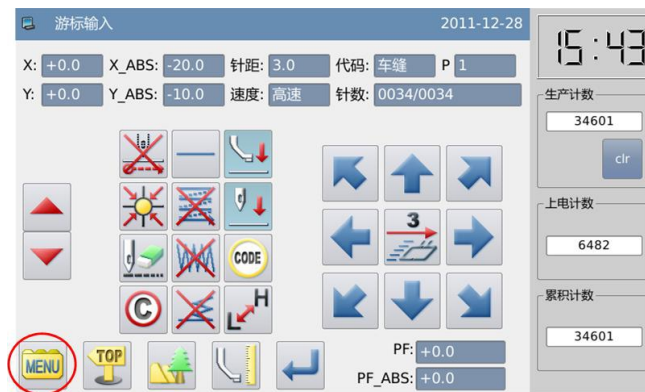 游标输入 2011-12-28
15:43
X: +0.0 X_ABS: -20.0 针距: 3.0 代码: 车缝 P 1
Y: +0.0 Y_ABS: -10.0 速度: 高速 针数: 0034/0034
生产计数
34601
clr
上电计数
6482
累积计数
34601
3
CODE
C
L H
MENU
TOP
PF: +0.0
PF_ABS: +0.0